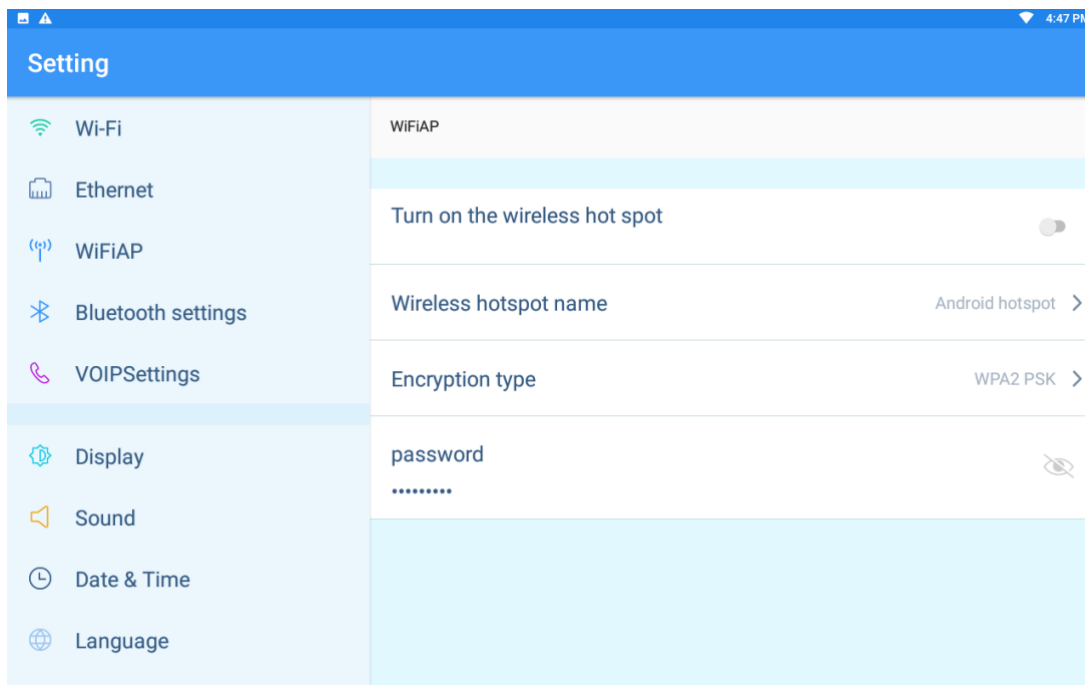 4:47 PM
Setting
Wi-Fi
Ethernet
WiFiAP
Bluetooth settings
VOIPSettings
Display
Sound
Date & Time
Language
WiFiAP
Turn on the wireless hot spot
Wireless hotspot name
Android hotspot
Encryption type
WPA2 PSK
password
•••••••••